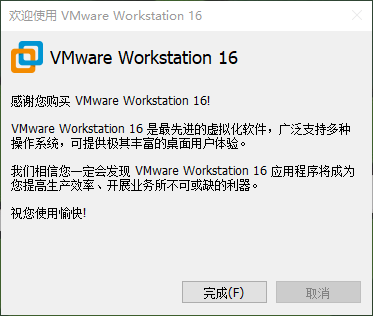 欢迎使用 VMware Workstation 16
VMware Workstation 16
感谢您购买 VMware Workstation 16!
VMware Workstation 16 是最先进的虚拟化软件，广泛支持多种
操作系统，可提供极其丰富的桌面用户体验。
我们相信您一定会发现 VMware Workstation 16 应用程序将成为
您提高生产效率、开展业务所不可或缺的利器。
祝您使用愉快!
完成(F)
取消